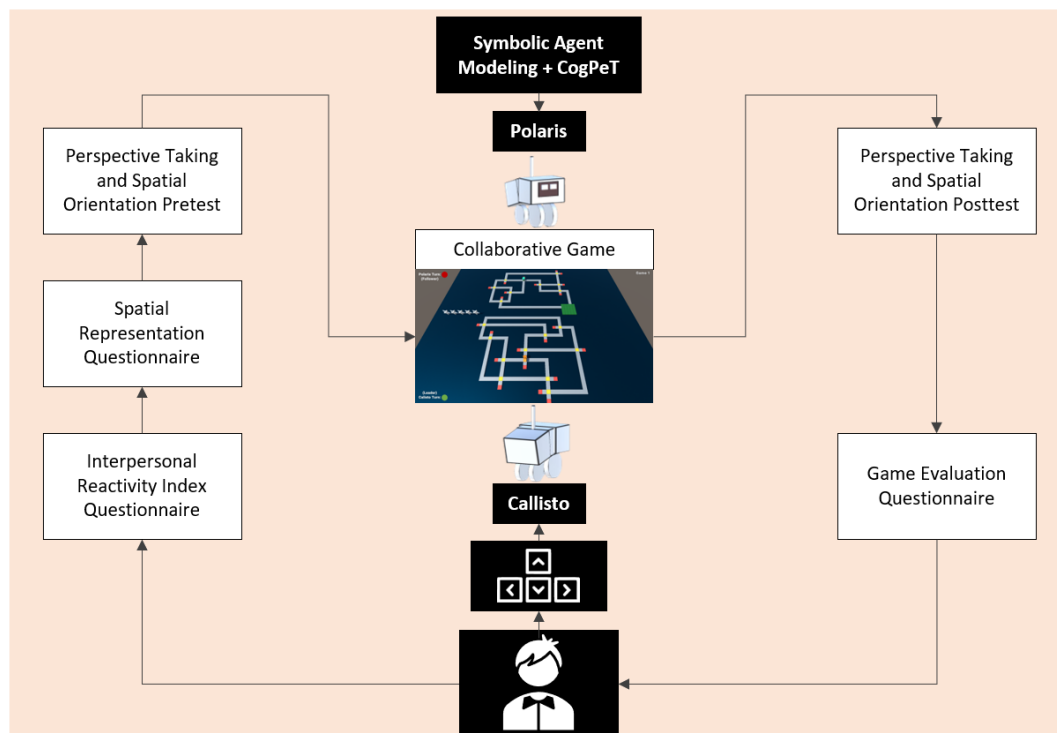 Symbolic Agent
Modeling + CogPeT
Polaris
Perspective Taking
and Spatial
Orientation Pretest
Perspective Taking
and Spatial
Orientation Posttest
Collaborative Game
Spatial
Representation
Questionnaire
Interpersonal
Reactivity Index
Questionnaire
Game Evaluation
Questionnaire
Callisto